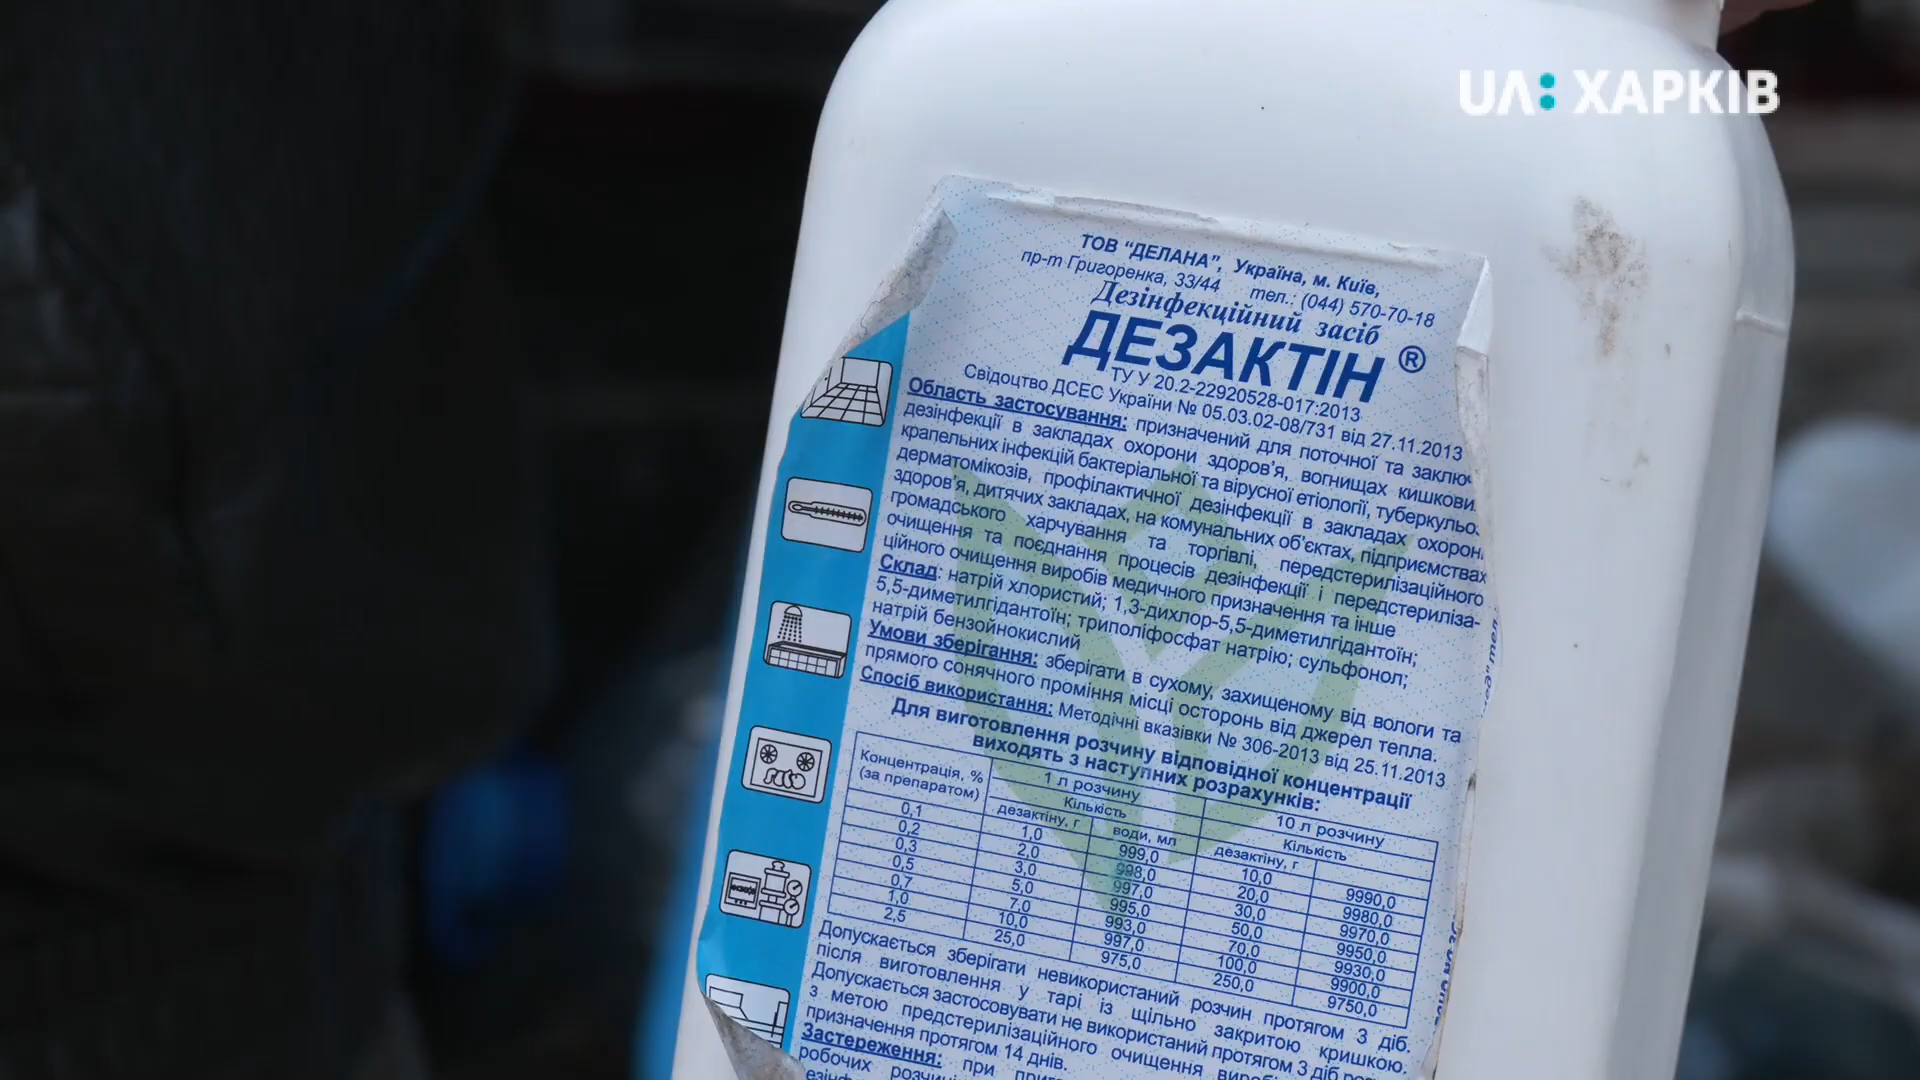 UA: ХАРКІВ
ТОВ "ДЕЛАНА", Україна, м. Київ,
пр-т Григоренка, 33/44 тел.: (044) 570-70-18
Дезінфекційний засіб
ДЕЗАКТІН ®
ТУ У 20.2-22920528-017:2013
Свідоцтво ДСЕС України № 05.03.02-08/731 від 27.11.2013
Область застосування: призначений для поточної та заклю
дезінфекції в закладах охорони здоров'я, вогнищах кишкови
крапельних інфекцій бактеріальної та вірусної етіології, туберкульо
дерматомікозів, профілактичної дезінфекції в закладах охорон
здоров'я, дитячих закладах, на комунальних об'єктах, підприємствах
громадського харчування та торгівлі, передстерилізаційного
очищення та поєднання процесів дезінфекції і передстериліза-
ційного очищення виробів медичного призначення та інше
Склад: натрій хлористий; 1,3-дихлор-5,5-диметилгідантоїн;
5,5-диметилгідантоїн; триполіфосфат натрію; сульфонол;
натрій бензойнокислий
Умови зберігання: зберігати в сухому, захищеному від вологи та
прямого сонячного проміння місці осторонь від джерел тепла.
Спосіб використання: Методичні вказівки № 306-2013 від 25.11.2013
Для виготовлення розчину відповідної концентрації
виходять з наступних розрахунків:
Концентрація, % (за препаратом) 1 л розчину 10 л розчину
Кількість Кількість
дезактіну, г води, мл дезактіну, г
0,1 1,0 999,0 10,0 9990,0
0,2 2,0 998,0 20,0 9980,0
0,3 3,0 997,0 30,0 9970,0
0,5 5,0 995,0 50,0 9950,0
0,7 7,0 993,0 70,0 9930,0
1,0 10,0 997,0 100,0 9900,0
2,5 25,0 975,0 250,0 9750,0
Допускається зберігати невикористаний розчин протягом 3 діб.
після виготовлення у тарі із щільно закритою кришкою.
Допускається застосовувати не використаний протягом 3 діб
з метою предстерилізаційного очищення
призначення протягом 14 днів.
Застереження: при
робочих